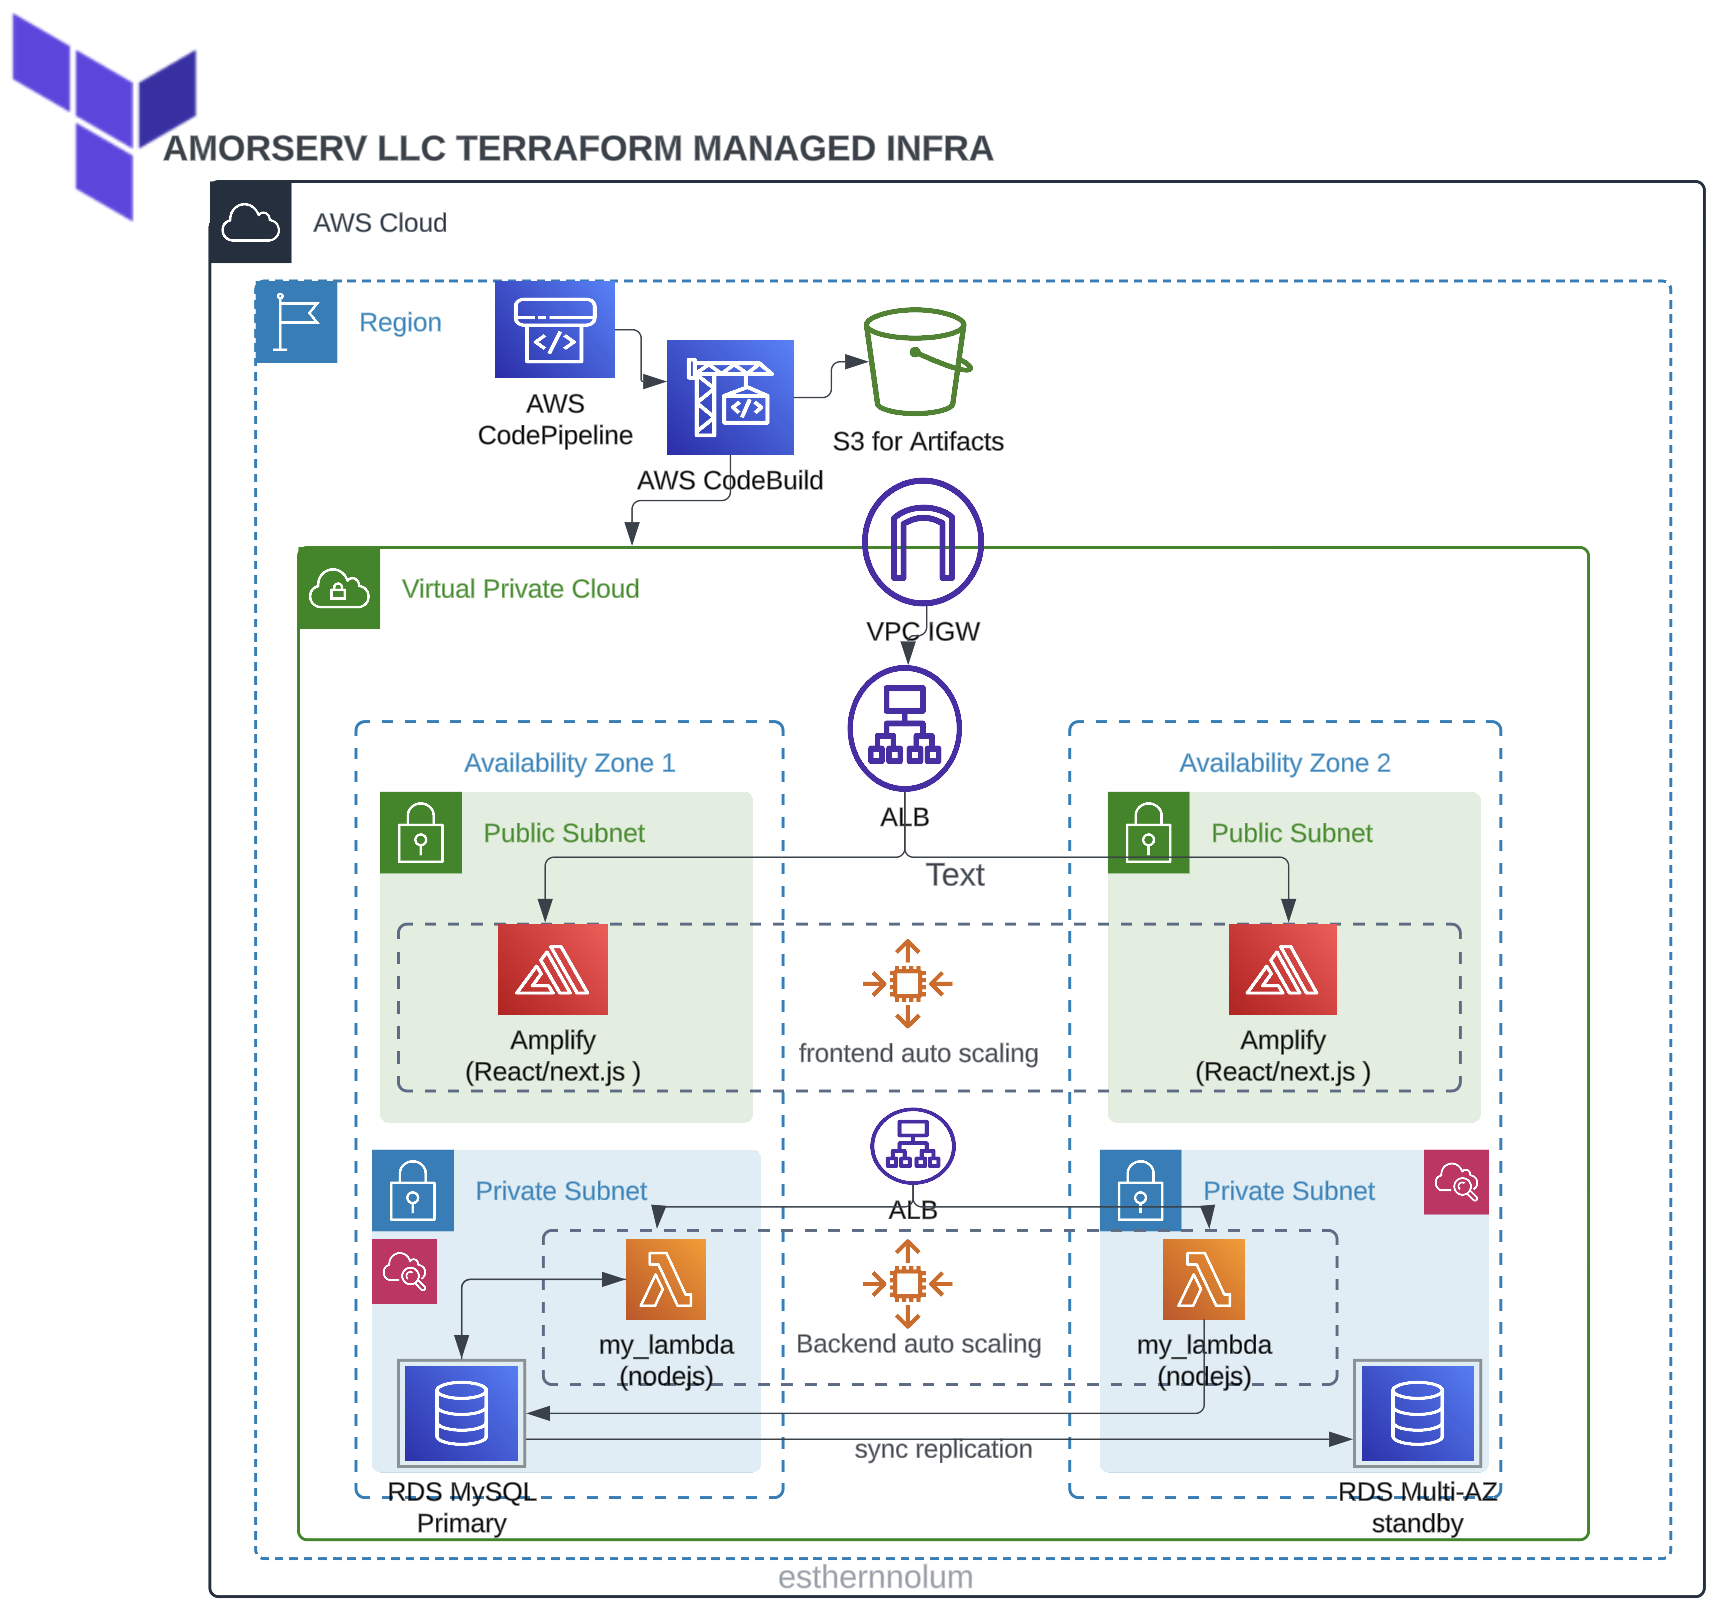 AMORSERV LLC TERRAFORM MANAGED INFRA
AWS Cloud
Region
AWS
CodePipeline
AWS CodeBuild
S3 for Artifacts
Virtual Private Cloud
VPC IGW
Availability Zone 1
Availability Zone 2
ALB
Public Subnet
Public Subnet
Text
Amplify
(React/next.js )
frontend auto scaling
Amplify
(React/next.js )
Private Subnet
ALB
Private Subnet
my_lambda
(nodejs)
Backend auto scaling
my_lambda
(nodejs)
sync replication
RDS MySQL
Primary
RDS Multi-AZ
standby
esthernnolum